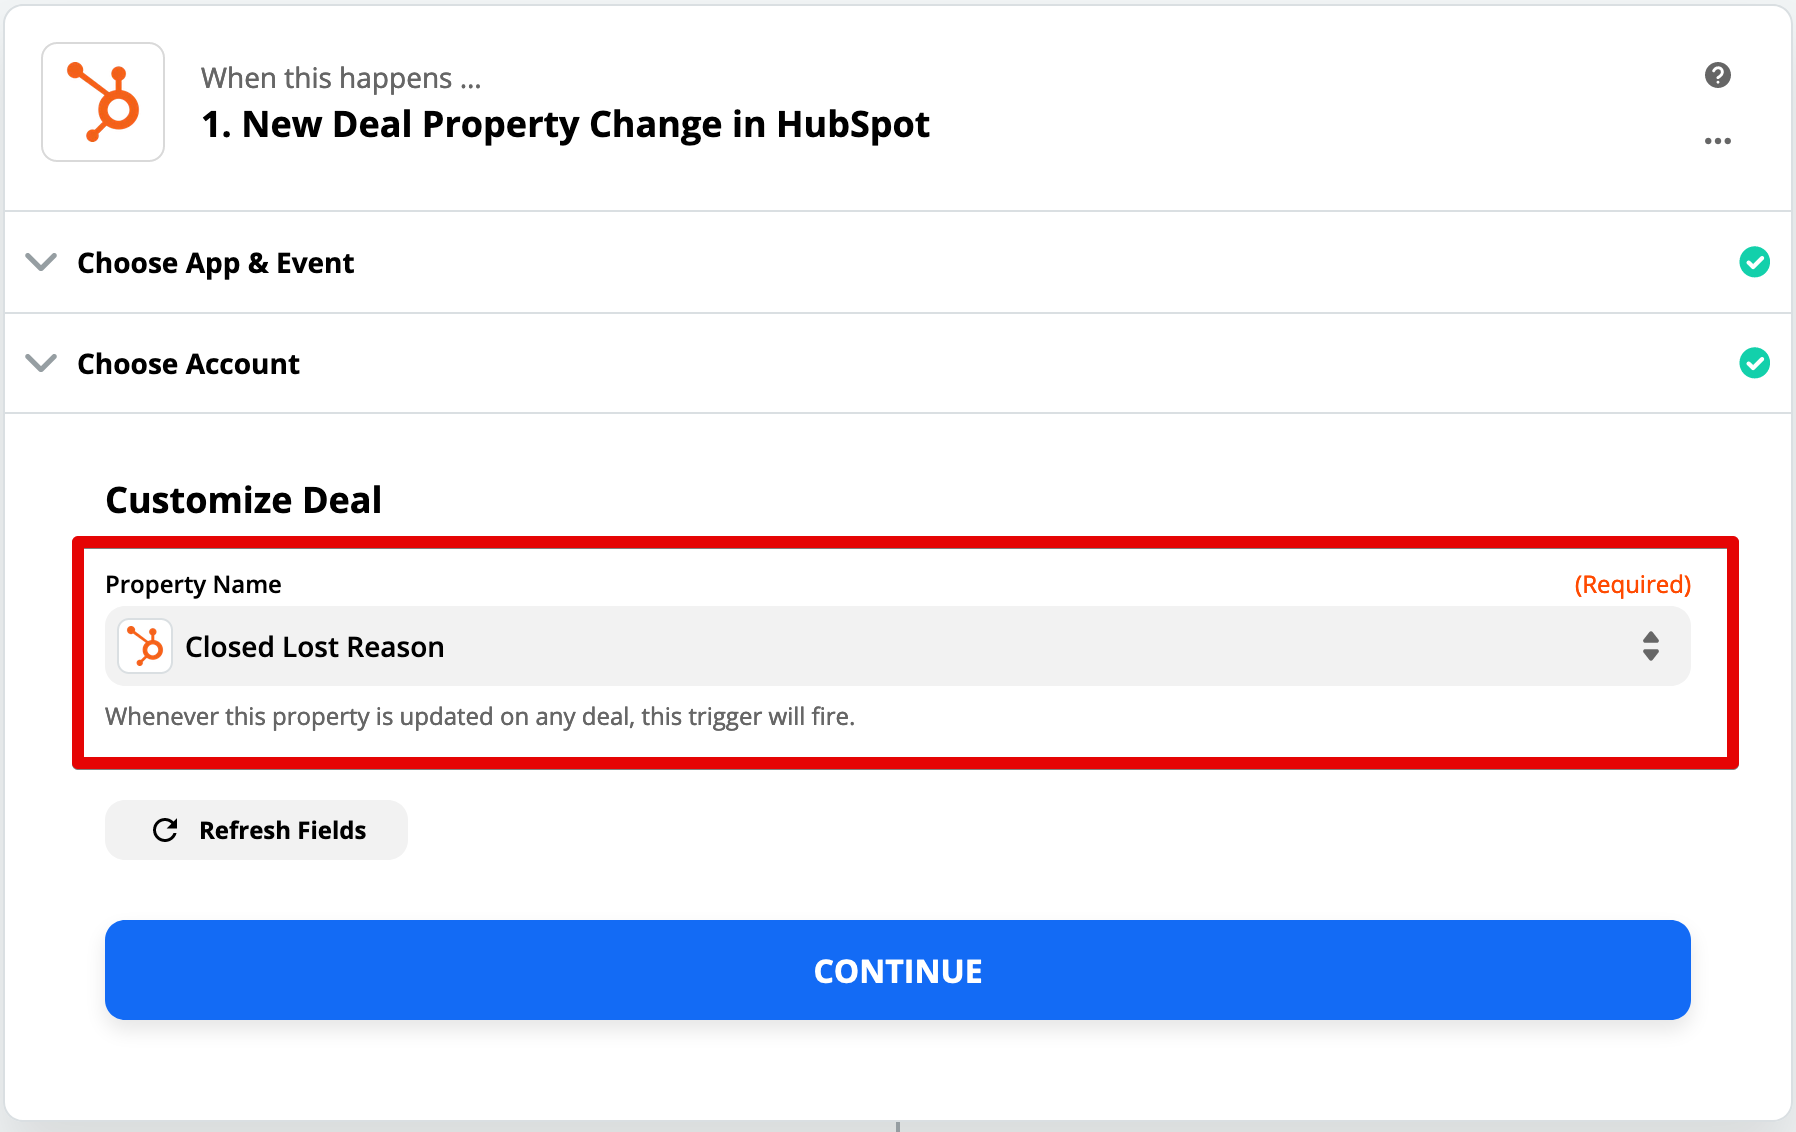 When this happens ...
1. New Deal Property Change in HubSpot
Choose App & Event
Choose Account
Customize Deal
Property Name
(Required)
Closed Lost Reason
Whenever this property is updated on any deal, this trigger will fire.
Refresh Fields
CONTINUE